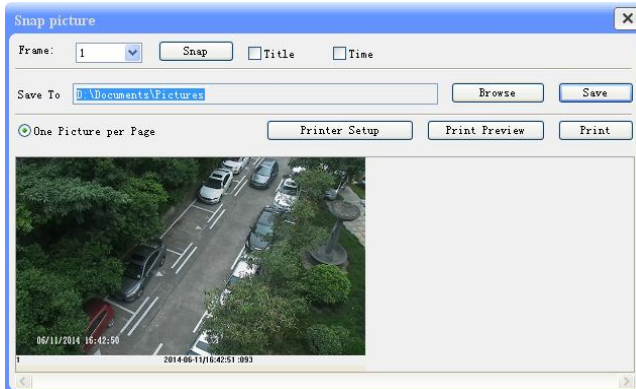 Snap picture
Frame: 1 Snap Title Time
Save To D:\Documents\Pictures Browse Save
One Picture per Page Printer Setup Print Preview Print
06/11/2014 16:42:50
1 2014-06-11/16:42:51 :093